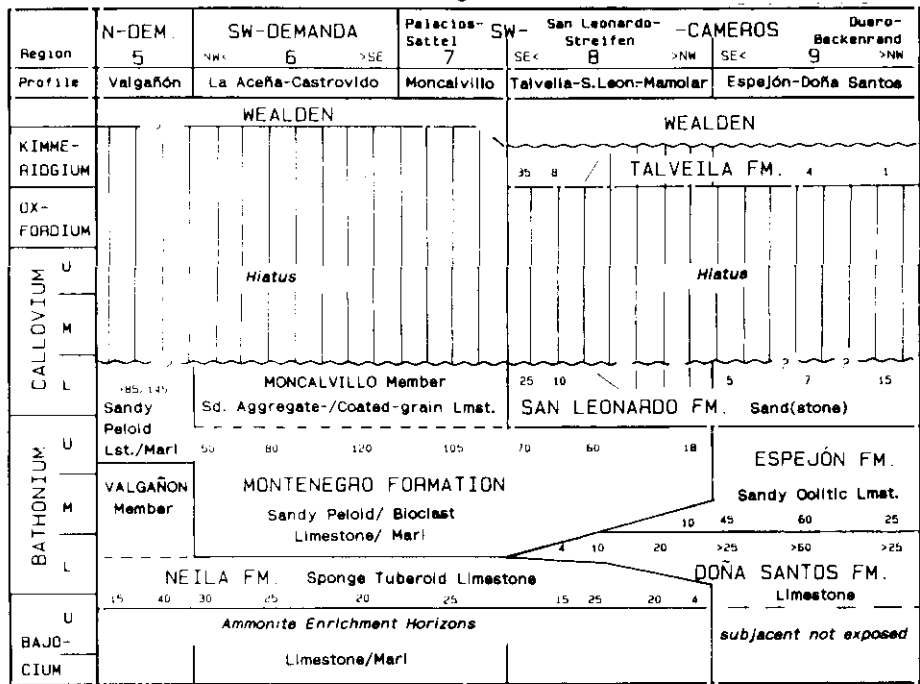 N-DEM. SW-DEMANDA Palacios- SW- San Leonardo- -CAMEROS Duero-
Sattel Streifen Beckenrand
Region 5 NW< 6 >SE 7 SE< 8 >NW SE< 9 >NW
Profile Valgañón La Aceña-Castrovido Moncalvillo Talveila-S.Leon.-Mamolar Espejón-Doña Santos
WEALDEN WEALDEN
KIMME-
RIDGIUM
35 8 TALVEILA FM. 4 1
OX-
FORDIUM
CALLOVIUM
U
Hiatus Hiatus
M
L
? ? ?
>85, 145 MONCALVILLO Member 25 10 5 7 15
Sandy Sd. Aggregate-/Coated-grain Lmst. SAN LEONARDO FM. Sand(stone)
Peloid
Lst./Marl 50 80 120 105 70 60 18
BATHONIUM
U
ESPEJÓN FM.
VALGAÑON MONTENEGRO FORMATION
Sandy Oolitic Lmst.
M
Member Sandy Peloid/ Bioclast
10 45 60 25
Limestone/ Marl
4 10 20 >25 >60 >25
L
NEILA FM. Sponge Tuberoid Limestone DOÑA SANTOS FM.
Limestone
15 40 30 25 20 25 15 25 20 4
U
Ammonite Enrichment Horizons subjacent not exposed
BAJO-
CIUM
Limestone/Marl